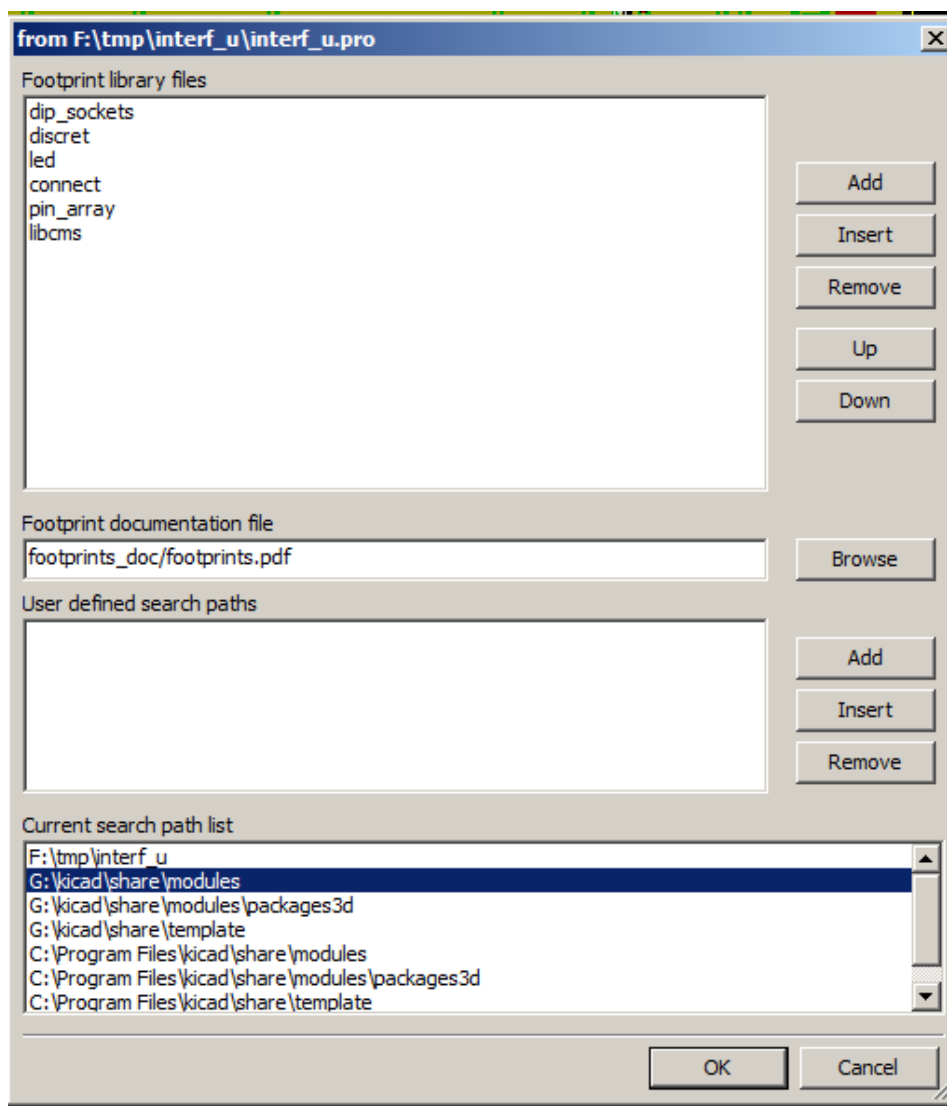 from F:\tmp\interf_u\interf_u.pro
Footprint library files
dip_sockets
discret
led
connect
pin_array
libcms
Add
Insert
Remove
Up
Down
Footprint documentation file
footprints_doc/footprints.pdf
Browse
User defined search paths
Add
Insert
Remove
Current search path list
F:\tmp\interf_u
G:\kicad\share\modules
G:\kicad\share\modules\packages3d
G:\kicad\share\template
C:\Program Files\kicad\share\modules
C:\Program Files\kicad\share\modules\packages3d
C:\Program Files\kicad\share\template
OK Cancel